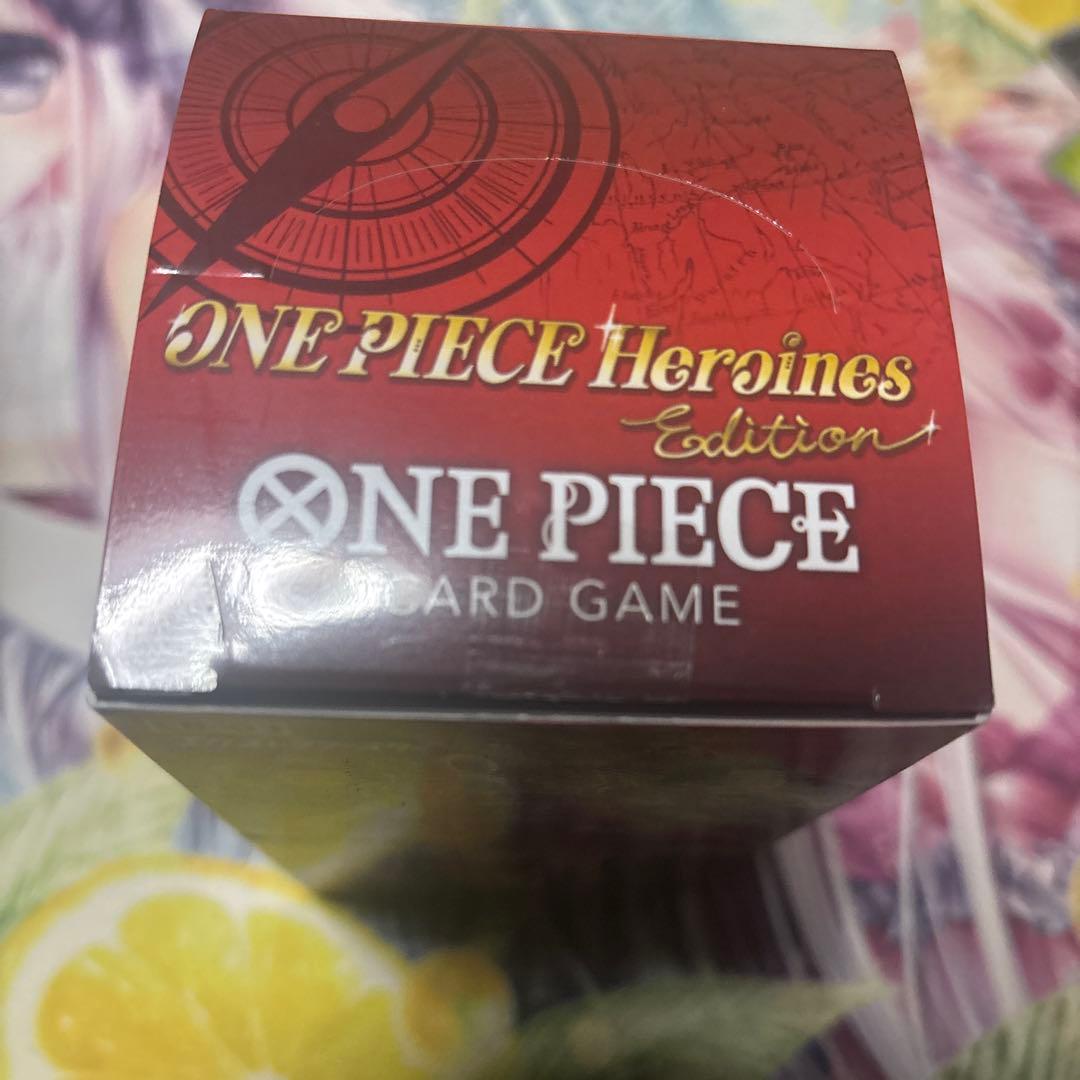 ONE PIECE Heroines
Edition
ONE PIECE
CARD GAME